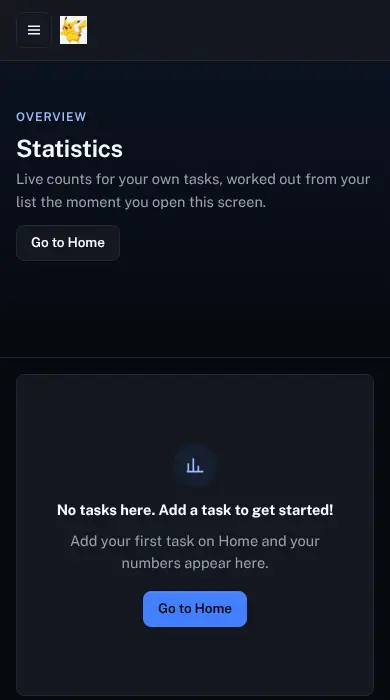 OVERVIEW
Statistics
Live counts for your own tasks, worked out from your
list the moment you open this screen.
Go to Home
No tasks here. Add a task to get started!
Add your first task on Home and your
numbers appear here.
Go to Home